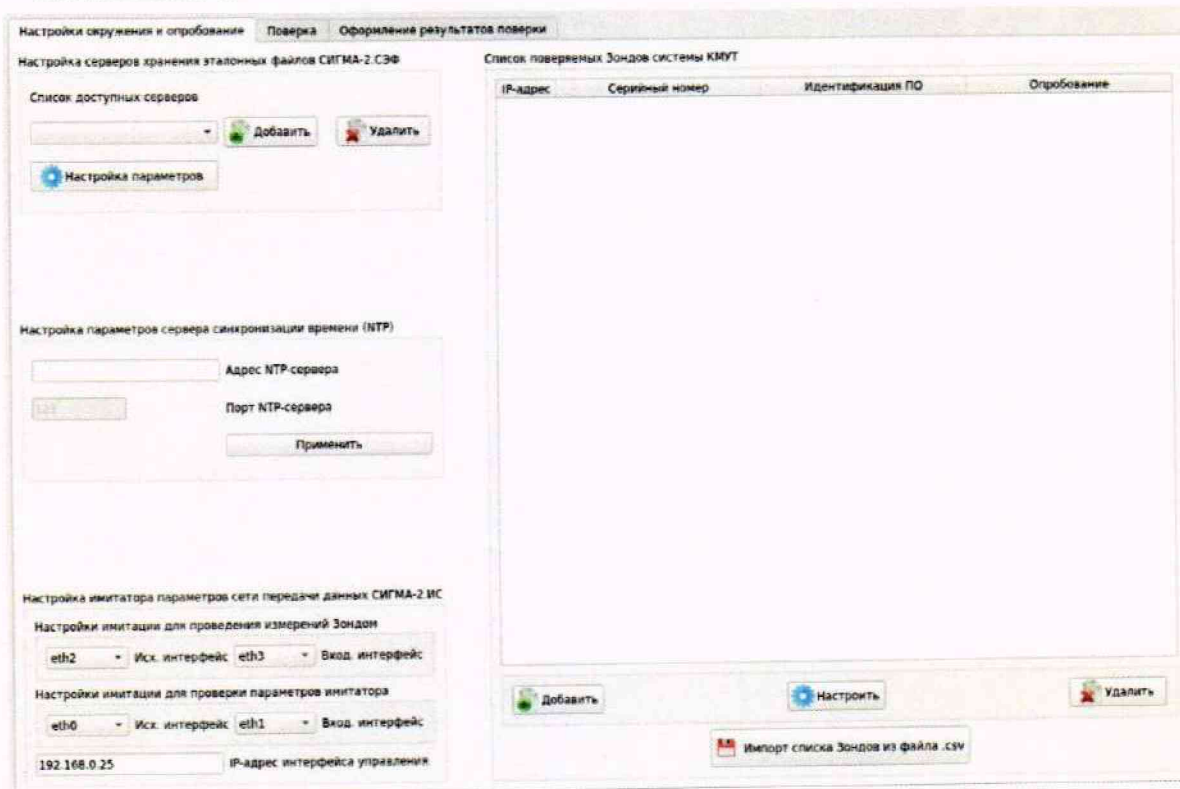 Настройки окружения и опробование
Поверка
Оформление результатов поверки
Настройка серверов хранения эталонных файлов СИГМА-2.СЭФ
Список доступных серверов
Добавить
Удалить
Настройка параметров
Настройка параметров сервера синхронизации времени (NTP)
Адрес NTP-сервера
123
Порт NTP-сервера
Применить
Настройка имитатора параметров сети передачи данных СИГМА-2.ИС
Настройки имитации для проведения измерений Зондом
eth2
Исх. интерфейс
eth3
Вход. интерфейс
Настройки имитации для проверки параметров имитатора
eth0
Исх. интерфейс
eth1
Вход. интерфейс
192.168.0.25
IP-адрес интерфейса управления
Список поверяемых Зондов системы КМУТ
IP-адрес
Серийный номер
Идентификация ПО
Опробование
Добавить
Настроить
Удалить
Импорт списка Зондов из файла .csv